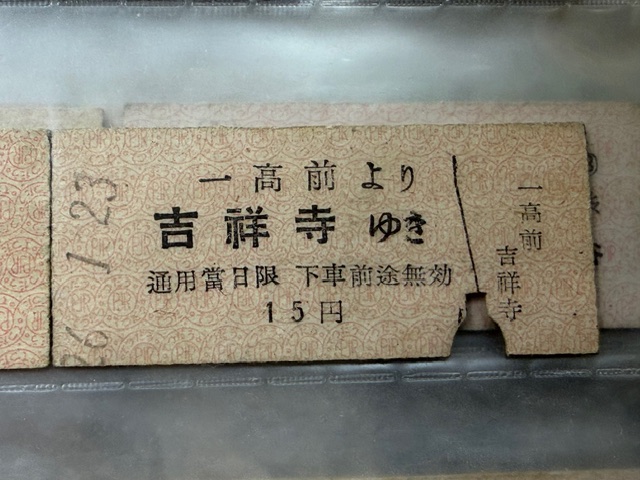 一高前より
吉祥寺ゆき
通用當日限 下車前途無効
15円
26 1 23
一高前
吉祥寺